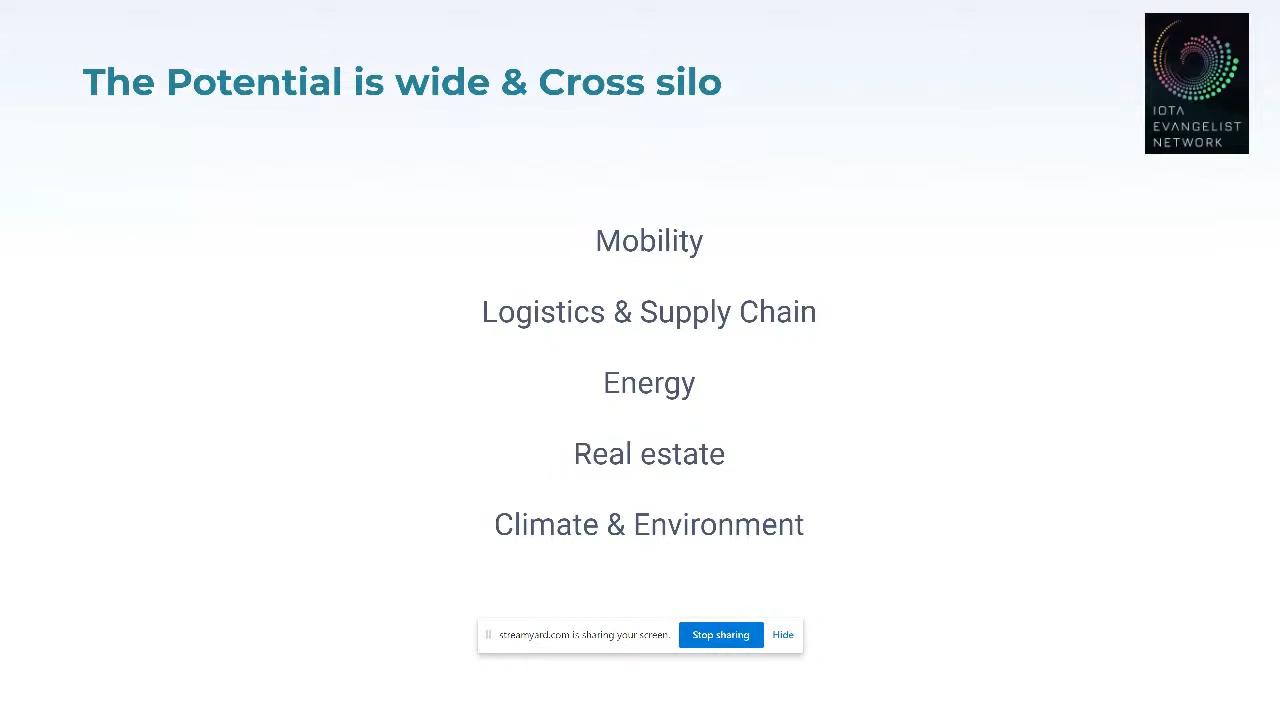 The Potential is wide & Cross silo
IOTA
EVANGELIST
NETWORK
Mobility
Logistics & Supply Chain
Energy
Real estate
Climate & Environment
streamyard.com is sharing your screen. Stop sharing Hide